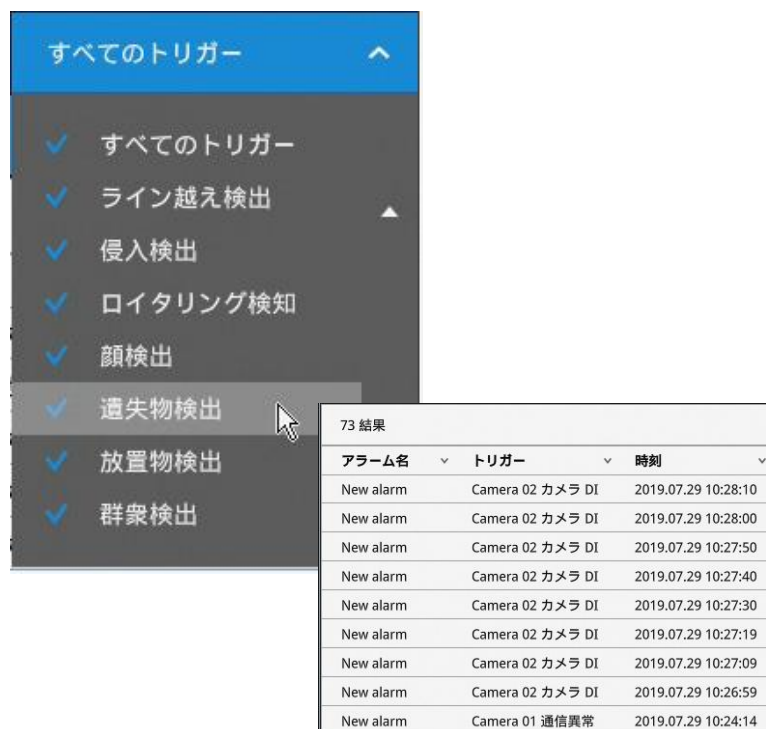 すべてのトリガー
すべてのトリガー
ライン越え検出
侵入検出
ロイタリング検知
顔検出
遺失物検出
放置物検出
群衆検出
73 結果
アラーム名 トリガー 時刻
New alarm Camera 02 カメラ DI 2019.07.29 10:28:10
New alarm Camera 02 カメラ DI 2019.07.29 10:28:00
New alarm Camera 02 カメラ DI 2019.07.29 10:27:50
New alarm Camera 02 カメラ DI 2019.07.29 10:27:40
New alarm Camera 02 カメラ DI 2019.07.29 10:27:30
New alarm Camera 02 カメラ DI 2019.07.29 10:27:19
New alarm Camera 02 カメラ DI 2019.07.29 10:27:09
New alarm Camera 02 カメラ DI 2019.07.29 10:26:59
New alarm Camera 01 通信異常 2019.07.29 10:24:14